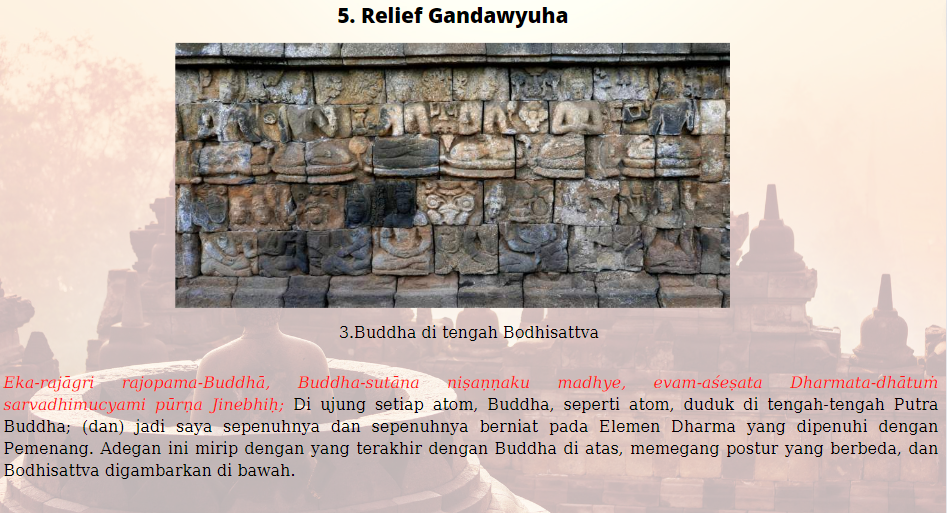 5. Relief Gandawyuha
3.Buddha di tengah Bodhisattva
Eka-rajāgri rajopama-Buddhā, Buddha-sutāna niṣaṇṇaku madhye, evam-aśeṣata Dharmata-dhātuṁ
sarvadhimucyami pūrṇa Jinebhiḥ; Di ujung setiap atom, Buddha, seperti atom, duduk di tengah-tengah Putra
Buddha; (dan) jadi saya sepenuhnya dan sepenuhnya berniat pada Elemen Dharma yang dipenuhi dengan
Pemenang. Adegan ini mirip dengan yang terakhir dengan Buddha di atas, memegang postur yang berbeda, dan
Bodhisattva digambarkan di bawah.